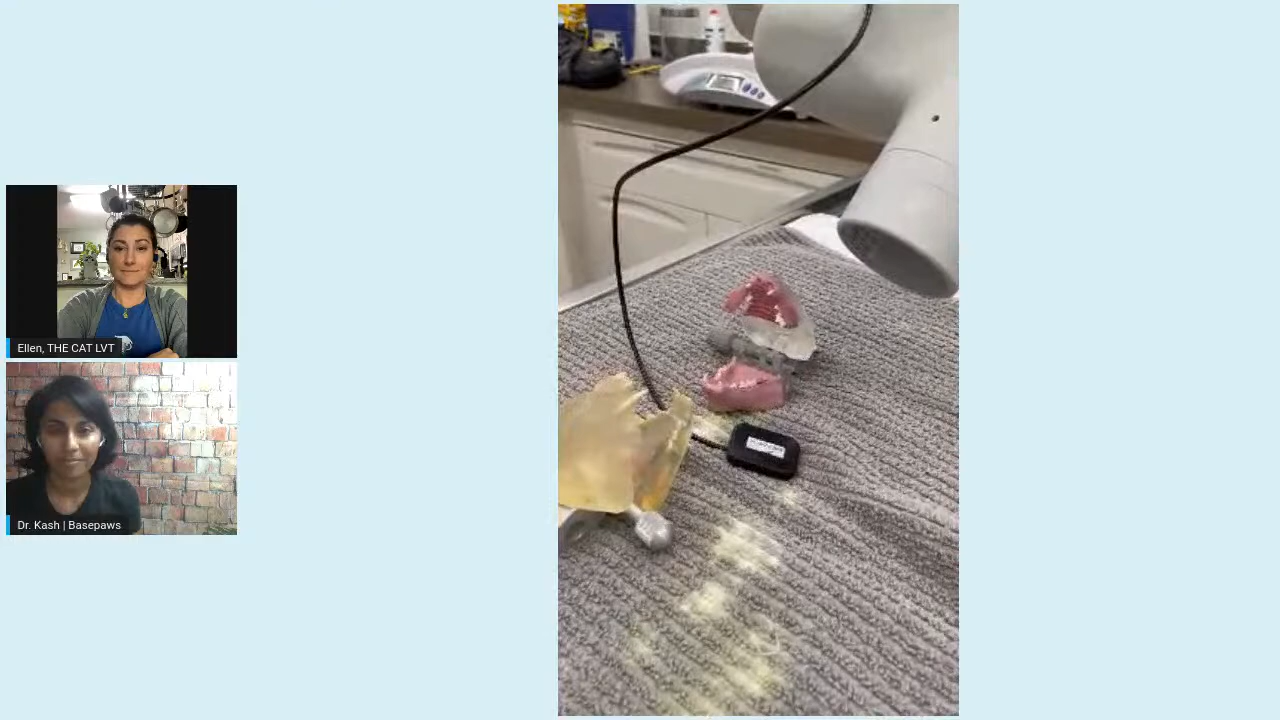 Ellen, THE CAT LVT
Dr. Kash | Basepaws